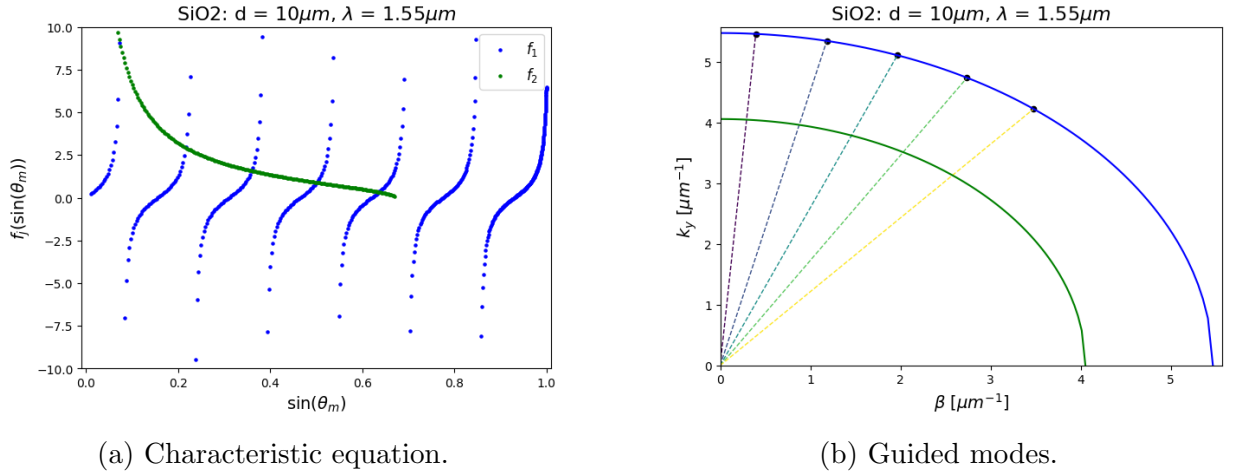 SiO2: d = 10μm, λ = 1.55μm
10.0
7.5
5.0
2.5
0.0
−2.5
−5.0
−7.5
−10.0
f_j(sin(θ_m))
f_1
f_2
0.0 0.2 0.4 0.6 0.8 1.0
sin(θ_m)
(a) Characteristic equation.
SiO2: d = 10μm, λ = 1.55μm
5
4
3
2
1
0
k_y [μm⁻¹]
0 1 2 3 4 5
β [μm⁻¹]
(b) Guided modes.